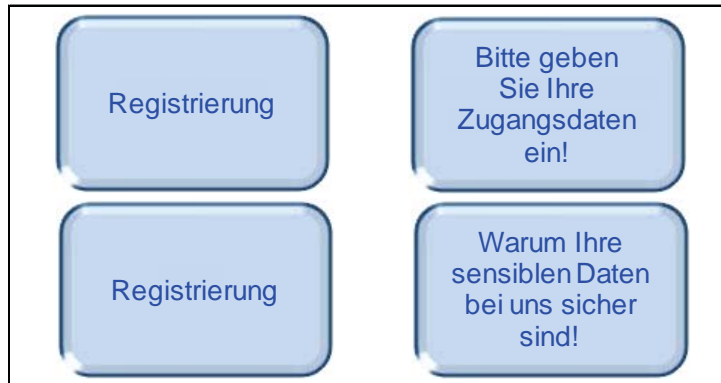 Registrierung
Bitte geben
Sie Ihre
Zugangsdaten
ein!
Registrierung
Warum Ihre
sensiblen Daten
bei uns sicher
sind!